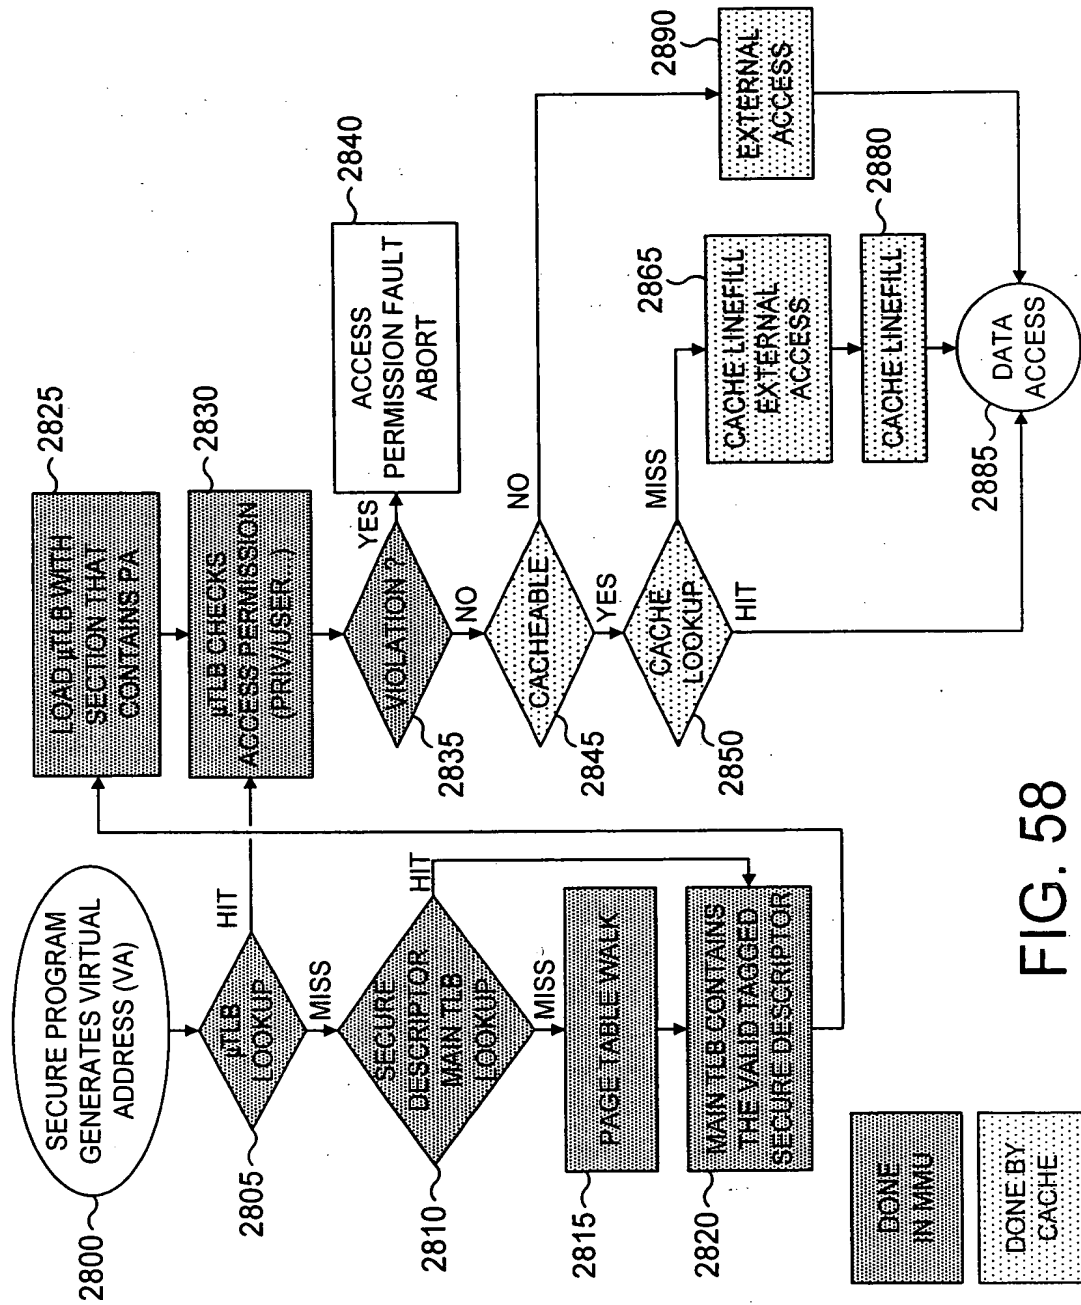 SECURE PROGRAM
GENERATES VIRTUAL
ADDRESS (VA)
2800
µTLB
LOOKUP
2805
HIT
MISS
SECURE
DESCRIPTOR
MAIN TLB
LOOKUP
2810
HIT
MISS
PAGE TABLE WALK
2815
MAIN TLB CONTAINS
THE VALID TAGGED
SECURE DESCRIPTOR
2820
LOAD µTLB WITH
SECTION THAT
CONTAINS PA
2825
µTLB CHECKS
ACCESS PERMISSION
(PRIV/USER...)
2830
VIOLATION ?
2835
YES
NO
ACCESS
PERMISSION FAULT
ABORT
2840
CACHEABLE
2845
NO
YES
CACHE
LOOKUP
2850
MISS
HIT
CACHE LINEFILL
EXTERNAL
ACCESS
2865
CACHE LINEFILL
2880
EXTERNAL
ACCESS
2890
DATA
ACCESS
2885
DONE
IN MMU
DONE BY
CACHE
FIG. 58